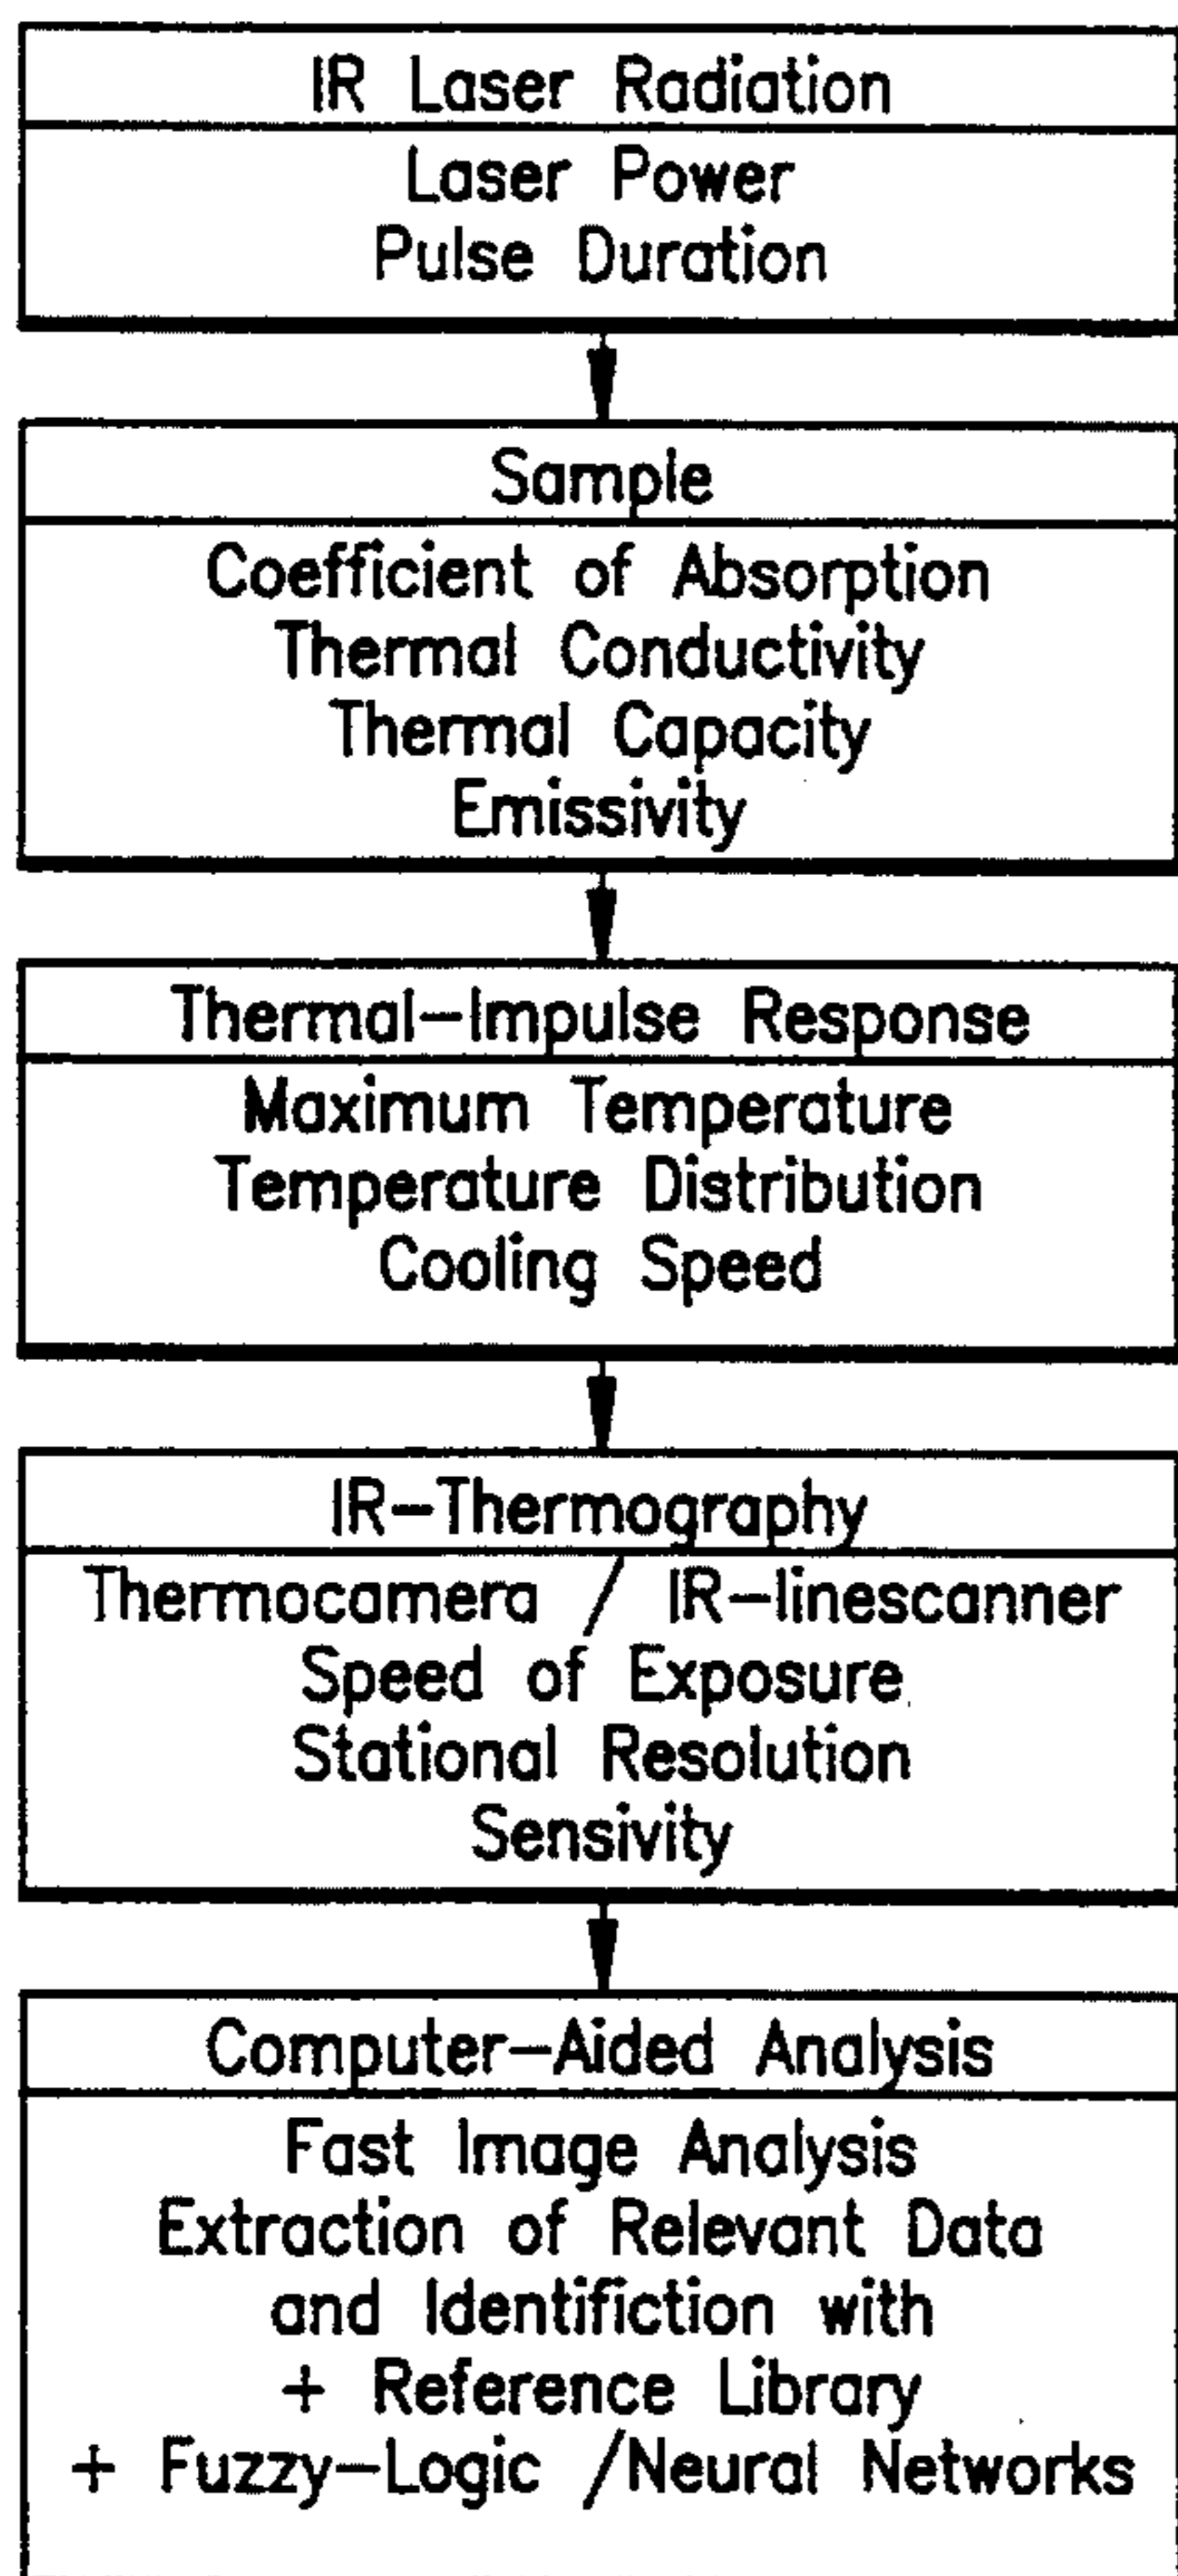 IR Laser Radiation
Laser Power
Pulse Duration
Sample
Coefficient of Absorption
Thermal Conductivity
Thermal Capacity
Emissivity
Thermal-Impulse Response
Maximum Temperature
Temperature Distribution
Cooling Speed
IR-Thermography
Thermocamera / IR-linescanner
Speed of Exposure
Stational Resolution
Sensivity
Computer-Aided Analysis
Fast Image Analysis
Extraction of Relevant Data
and Identifiction with
+ Reference Library
+ Fuzzy-Logic /Neural Networks